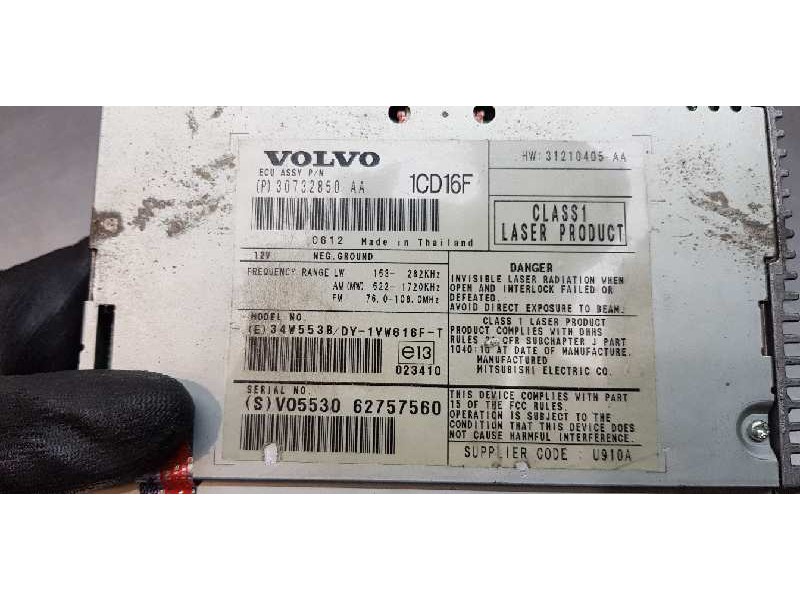 VOLVO
ECU ASSY P/N
(P) 30732850 AA
1CD16F
0612 Made in Thailand
12V NEG.GROUND
FREQUENCY RANGE LW 153- 282KHz
AM(MW) 522- 1720KHz
FM 76.0-108.0MHz
MODEL NO.
(E)34W553B/DY-1VW616F-T
e13
023410
SERIAL NO.
(S)V05530 62757560
HW:31210405 AA
CLASS1
LASER PRODUCT
DANGER
INVISIBLE LASER RADIATION WHEN
OPEN AND INTERLOCK FAILED OR
DEFEATED.
AVOID DIRECT EXPOSURE TO BEAM.
CLASS 1 LASER PRODUCT
PRODUCT COMPLIES WITH DHHS
RULES CFR SUBCHAPTER J PART
1040:10 AT DATE OF MANUFACTURE.
MANUFACTURED
MITSUBISHI ELECTRIC CO.
THIS DEVICE COMPLIES WITH PART
15 OF THE FCC RULES.
OPERATION IS SUBJECT TO THE
CONDITION THAT THIS DEVICE DOES
NOT CAUSE HARMFUL INTERFERENCE.
SUPPLIER CODE : U910A